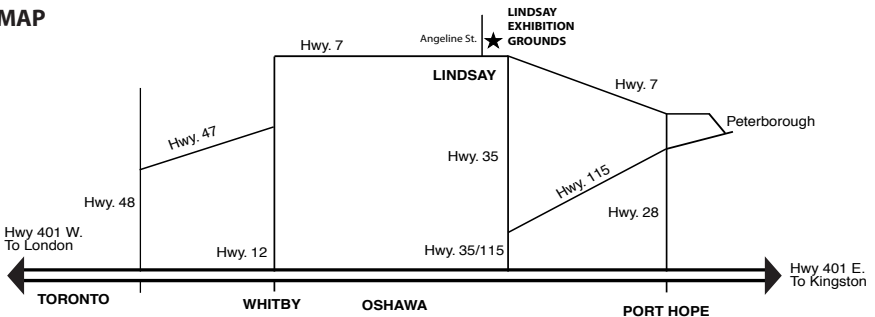 MAP
LINDSAY
EXHIBITION
GROUNDS
Angeline St.
Hwy. 7
LINDSAY
Hwy. 7
Peterborough
Hwy. 47
Hwy. 35
Hwy. 115
Hwy. 48
Hwy. 28
Hwy 401 W.
To London
Hwy. 12
Hwy. 35/115
Hwy 401 E.
To Kingston
TORONTO
WHITBY
OSHAWA
PORT HOPE